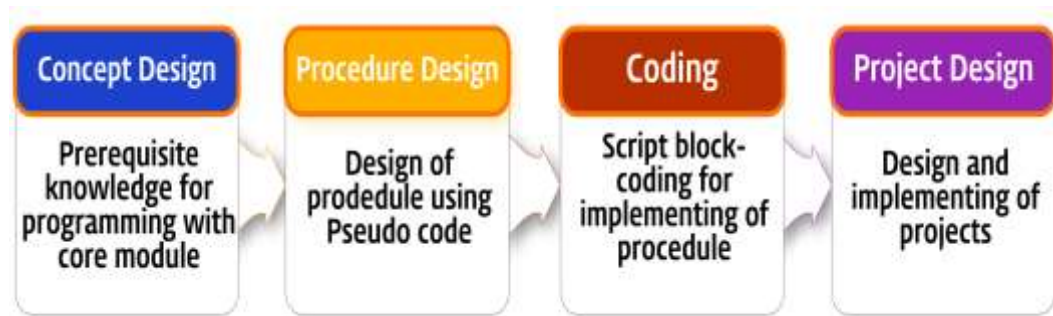 Concept Design
Prerequisite
knowledge for
programming with
core module
Procedure Design
Design of
prodedule using
Pseudo code
Coding
Script block-
coding for
implementing of
procedure
Project Design
Design and
implementing of
projects